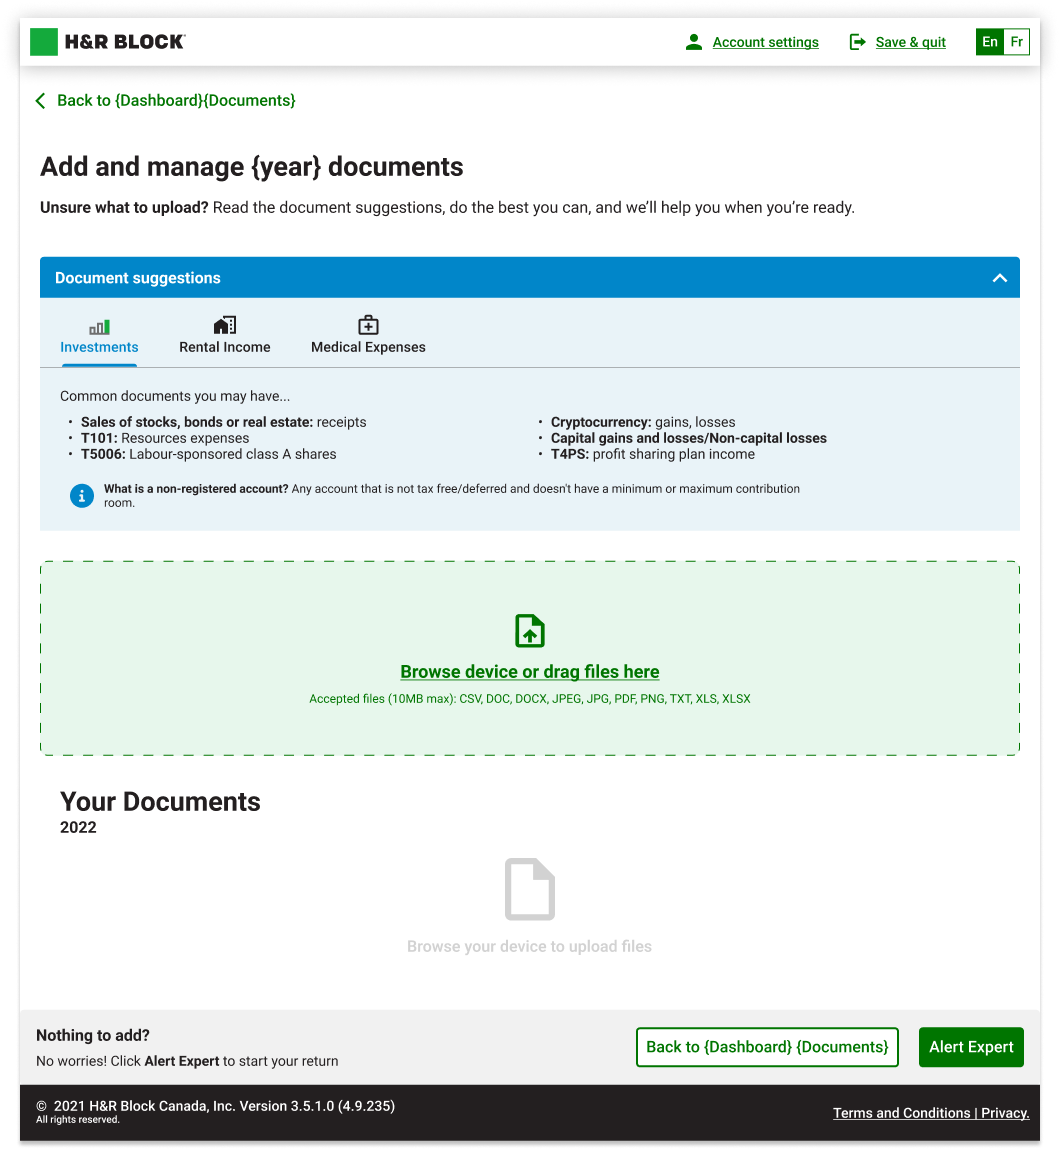 H&R BLOCK
Account settings
Save & quit
En Fr
Back to {Dashboard}{Documents}
Add and manage {year} documents
Unsure what to upload? Read the document suggestions, do the best you can, and we’ll help you when you’re ready.
Document suggestions
Investments
Rental Income
Medical Expenses
Common documents you may have...
• Sales of stocks, bonds or real estate: receipts
• T101: Resources expenses
• T5006: Labour-sponsored class A shares
• Cryptocurrency: gains, losses
• Capital gains and losses/Non-capital losses
• T4PS: profit sharing plan income
What is a non-registered account? Any account that is not tax free/deferred and doesn't have a minimum or maximum contribution
room.
Browse device or drag files here
Accepted files (10MB max): CSV, DOC, DOCX, JPEG, JPG, PDF, PNG, TXT, XLS, XLSX
Your Documents
2022
Browse your device to upload files
Nothing to add?
No worries! Click Alert Expert to start your return
Back to {Dashboard} {Documents}
Alert Expert
© 2021 H&R Block Canada, Inc. Version 3.5.1.0 (4.9.235)
All rights reserved.
Terms and Conditions | Privacy.